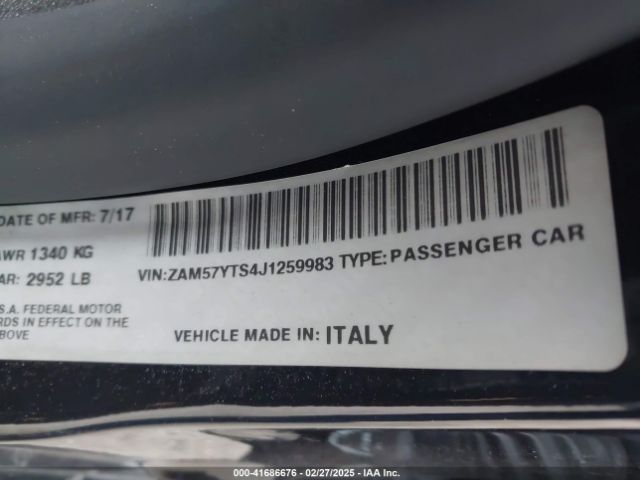 DATE OF MFR: 7/17
AWR 1340 KG
AR: 2952 LB
VIN:ZAM57YTS4J1259983 TYPE:PASSENGER CAR
S.A. FEDERAL MOTOR
RDS IN EFFECT ON THE
BOVE
VEHICLE MADE IN: ITALY
000-41686676 - 02/27/2025 - IAA Inc.